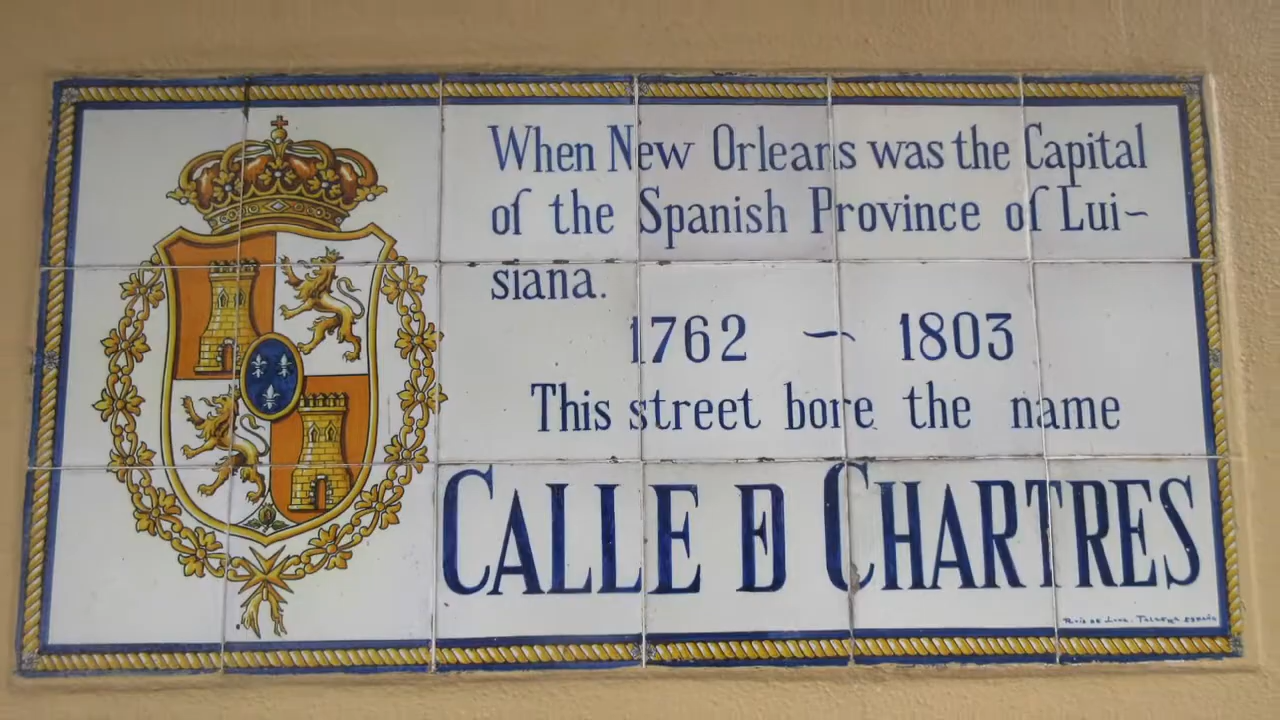 When New Orleans was the Capital
of the Spanish Province of Lui~
siana.
1762 ~ 1803
This street bore the name
CALLE D CHARTRES